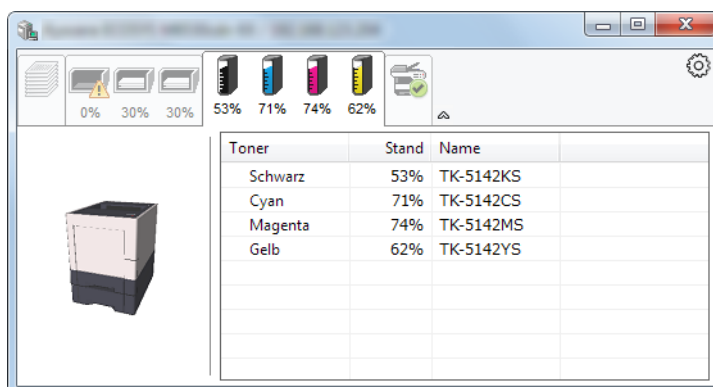 0% 30% 30% 53% 71% 74% 62%
Toner Stand Name
Schwarz 53% TK-5142KS
Cyan 71% TK-5142CS
Magenta 74% TK-5142MS
Gelb 62% TK-5142YS